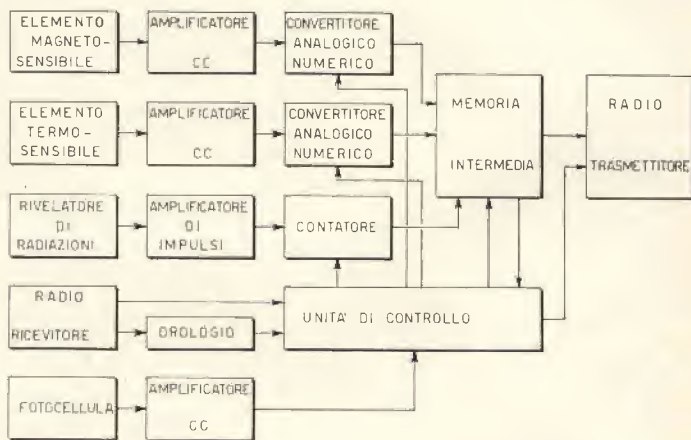 ELEMENTO
MAGNETO-
SENSIBILE
AMPLIFICATORE
CC
CONVERTITORE
ANALOGICO
NUMERICO
MEMORIA
INTERMEDIA
RADIO
TRASMETTITORE
ELEMENTO
TERMO-
SENSIBILE
AMPLIFICATORE
CC
CONVERTITORE
ANALOGICO
NUMERICO
RIVELATORE
DI
RADIAZIONI
AMPLIFICATORE
DI
IMPULSI
CONTATORE
RADIO
RICEVITORE
OROLOGIO
UNITA' DI CONTROLLO
FOTOCELLULA
AMPLIFICATORE
CC